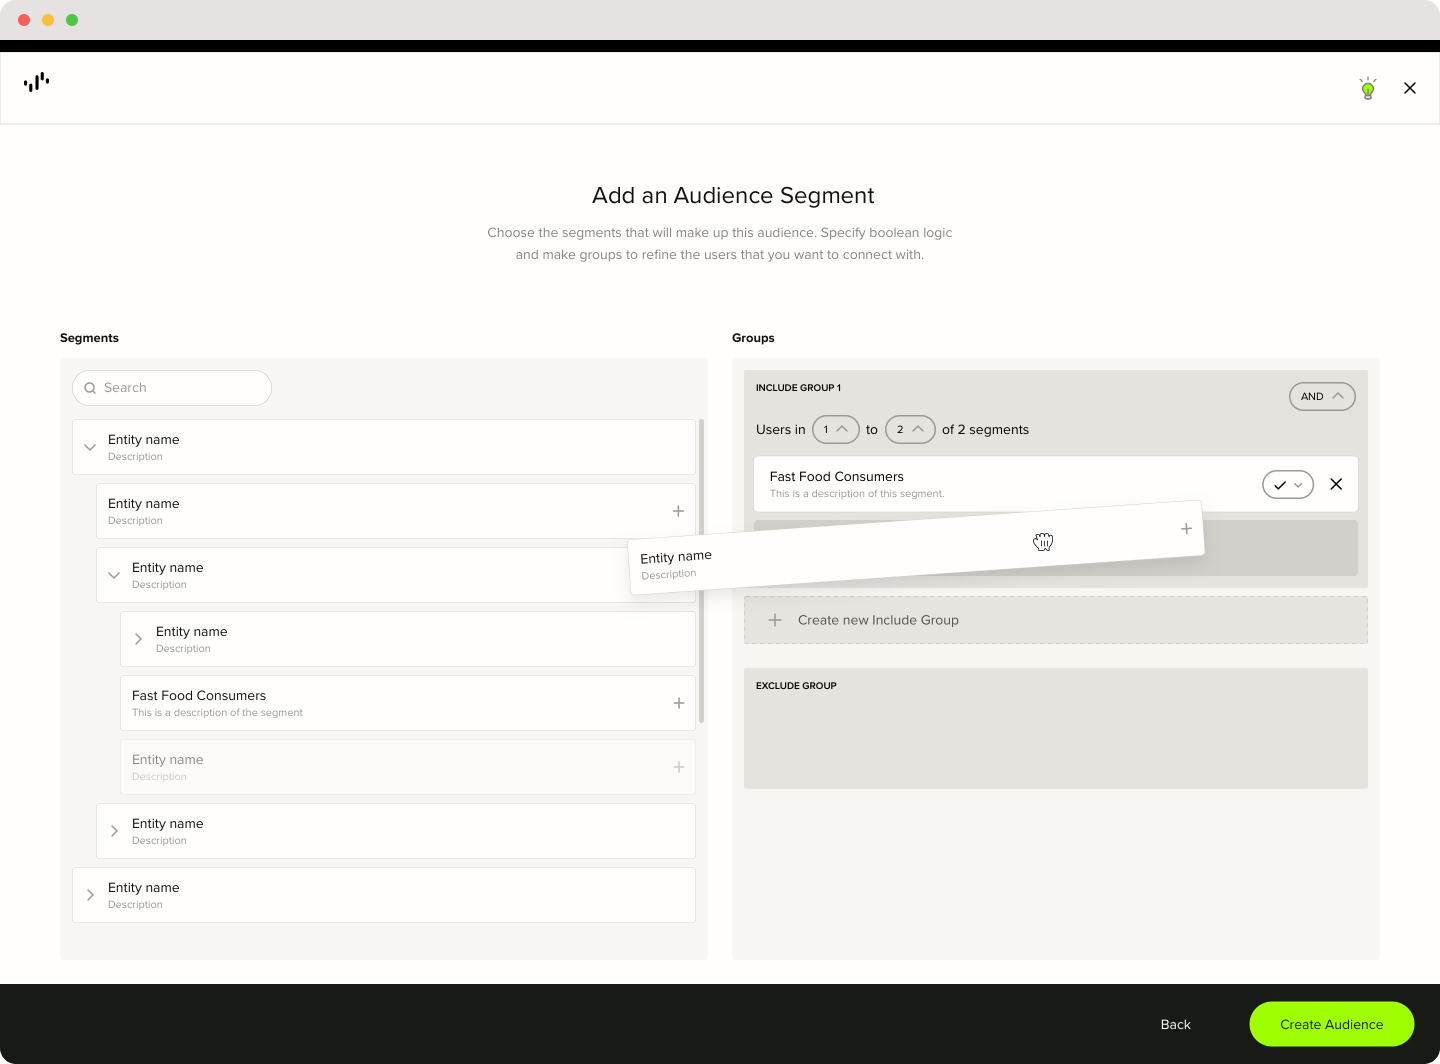 Add an Audience Segment
Choose the segments that will make up this audience. Specify boolean logic
and make groups to refine the users that you want to connect with.
Segments
Search
Entity name
Description
Entity name
Description
Entity name
Description
Entity name
Description
Fast Food Consumers
This is a description of the segment
Entity name
Description
Entity name
Description
Entity name
Description
Groups
INCLUDE GROUP 1
AND
Users in 1 to 2 of 2 segments
Fast Food Consumers
This is a description of this segment.
Entity name
Description
Create new Include Group
EXCLUDE GROUP
Back
Create Audience